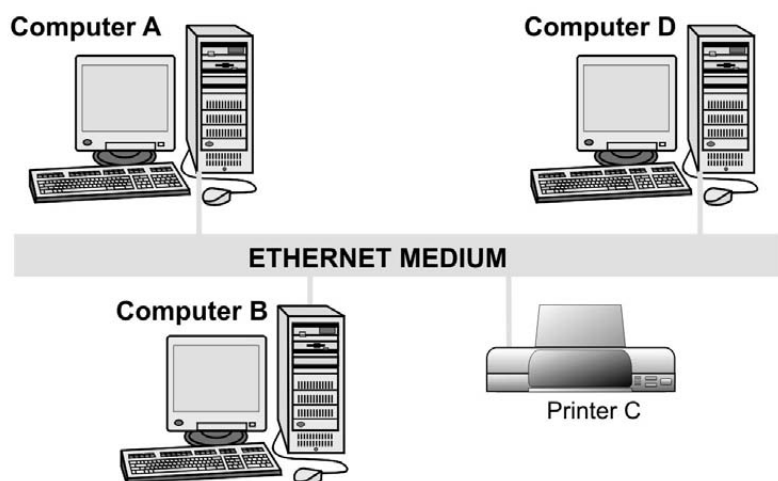 Computer A
Computer D
ETHERNET MEDIUM
Computer B
Printer C